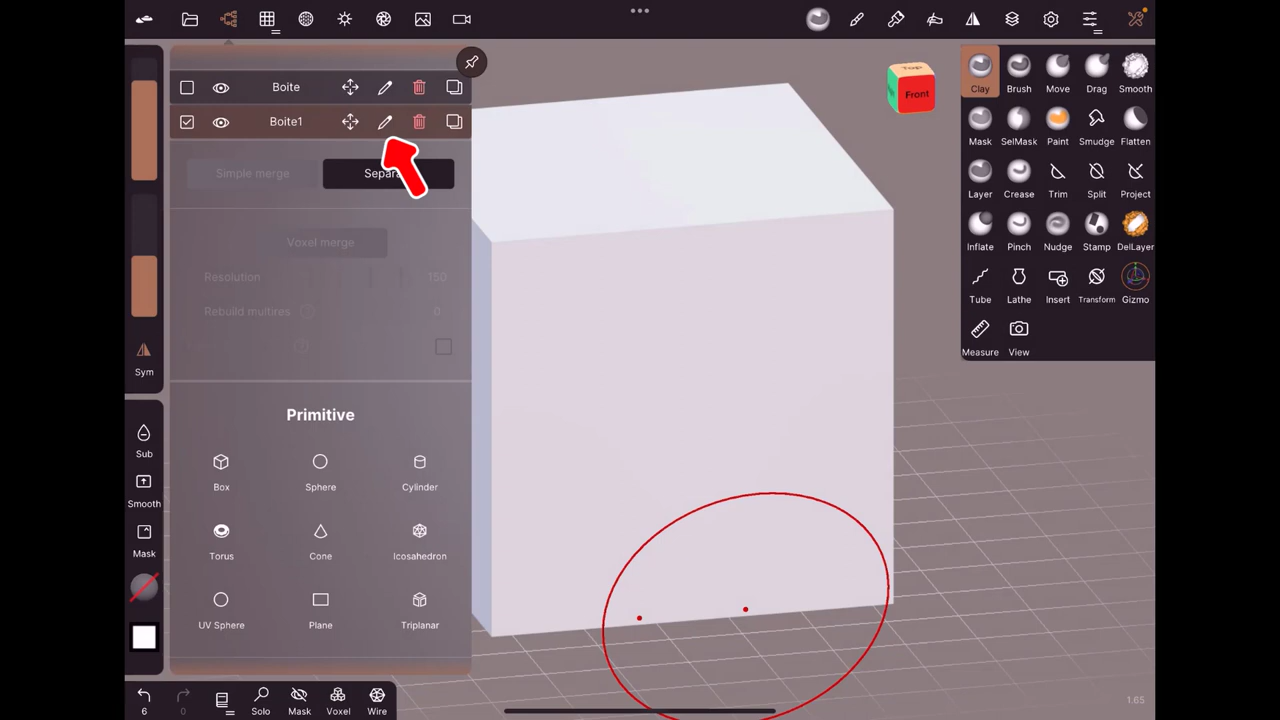 Boite
Boite1
Simple merge
Voxel merge
Resolution 150
Rebuild multires 0
Primitive
Box Sphere Cylinder
Torus Cone Icosahedron
UV Sphere Plane Triplanar
Sym
Sub
Smooth
Mask
6 0 Solo Mask Voxel Wire
Top
Front
Clay Brush Move Drag Smooth
Mask SelMask Paint Smudge Flatten
Layer Crease Trim Split Project
Inflate Pinch Nudge Stamp DelLayer
Tube Lathe Insert Transform Gizmo
Measure View
1.65